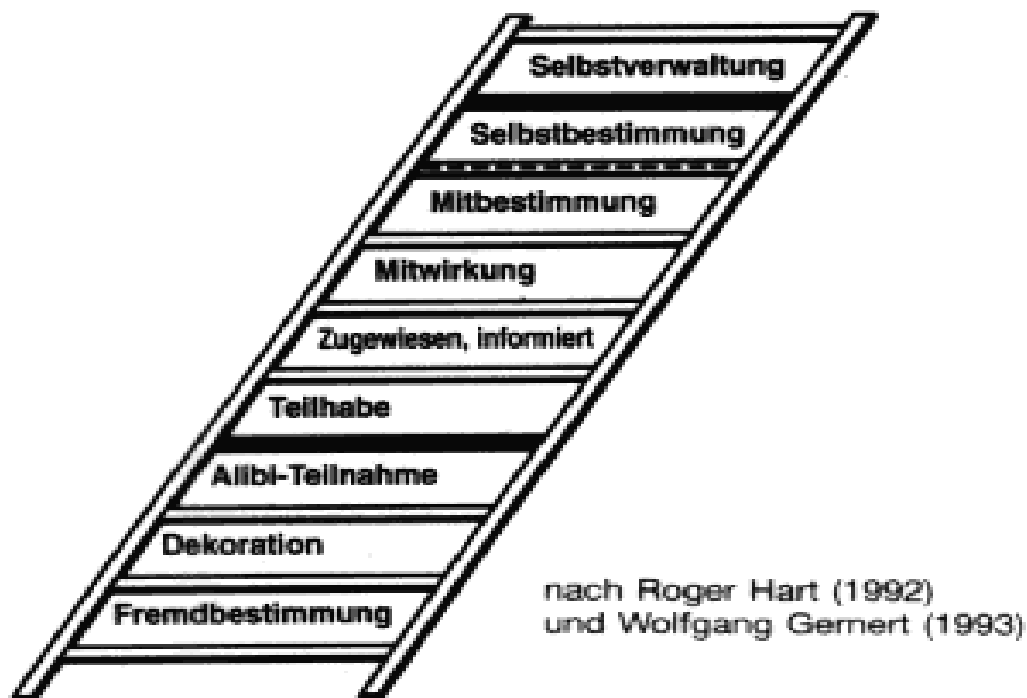 Selbstverwaltung
Selbstbestimmung
Mitbestimmung
Mitwirkung
Zugewiesen, informiert
Teilhabe
Alibi-Teilnahme
Dekoration
Fremdbestimmung
nach Roger Hart (1992)
und Wolfgang Gernert (1993)